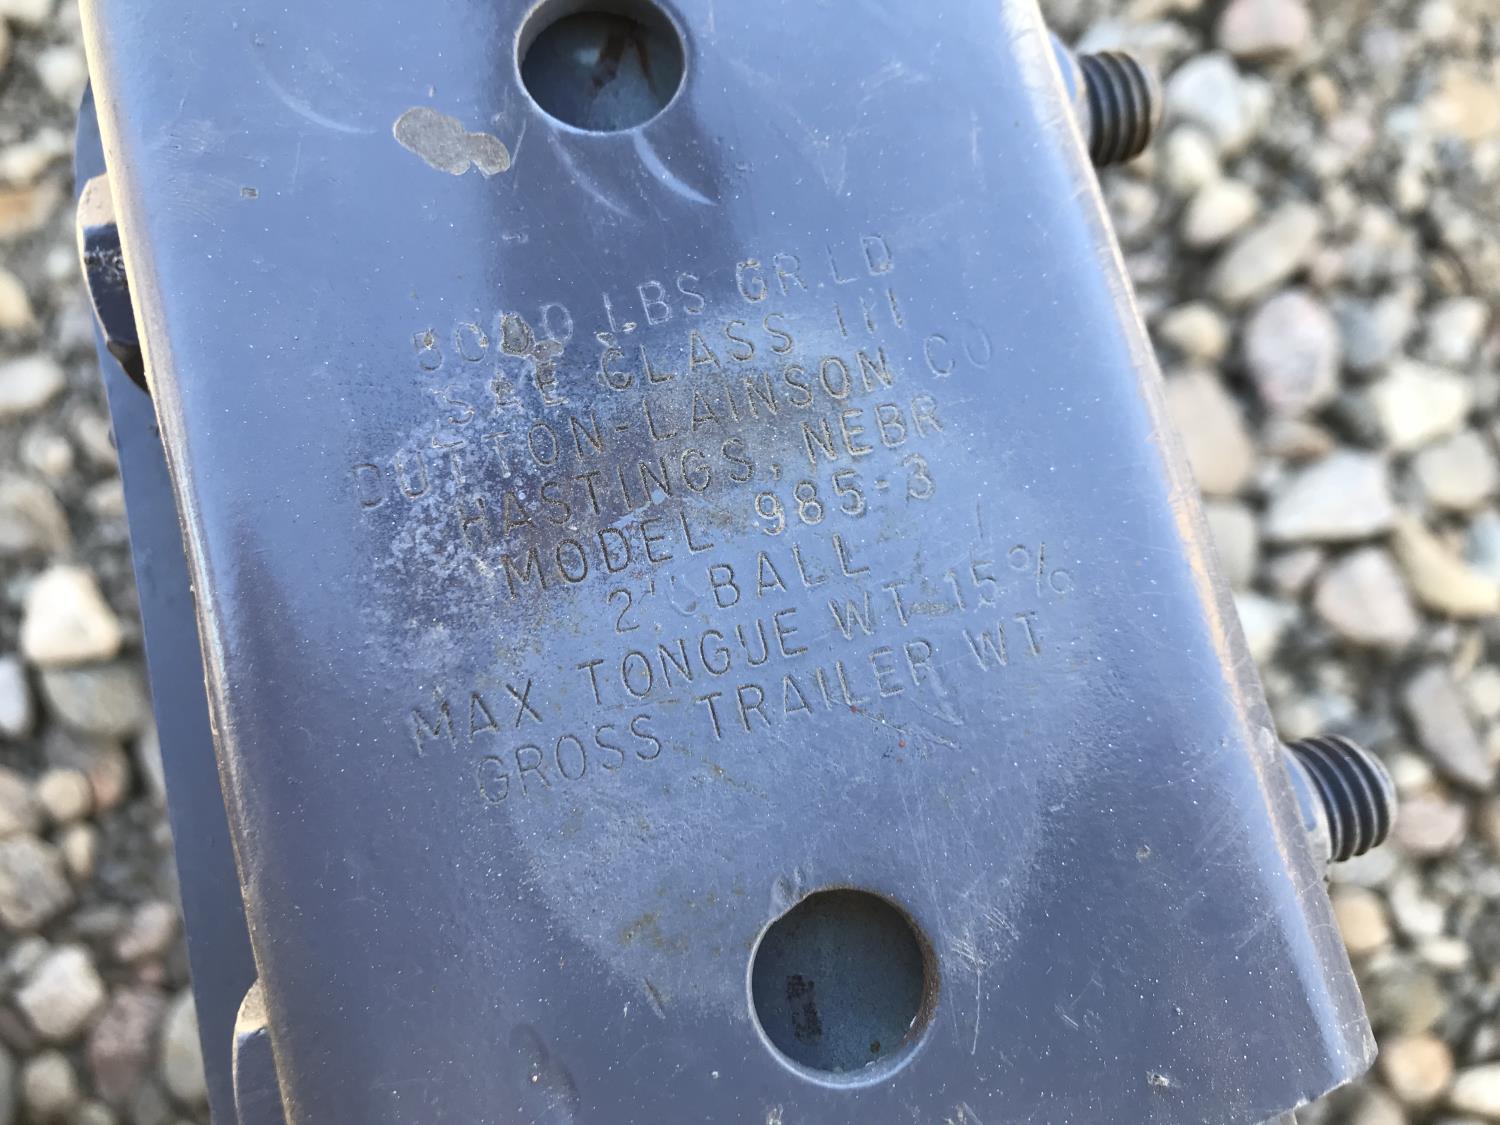 5000 LBS GR.LD
SAE CLASS III
DUTTON-LAINSON CO
HASTINGS, NEBR
MODEL 985-3
2" BALL
MAX TONGUE WT 15%
GROSS TRAILER WT